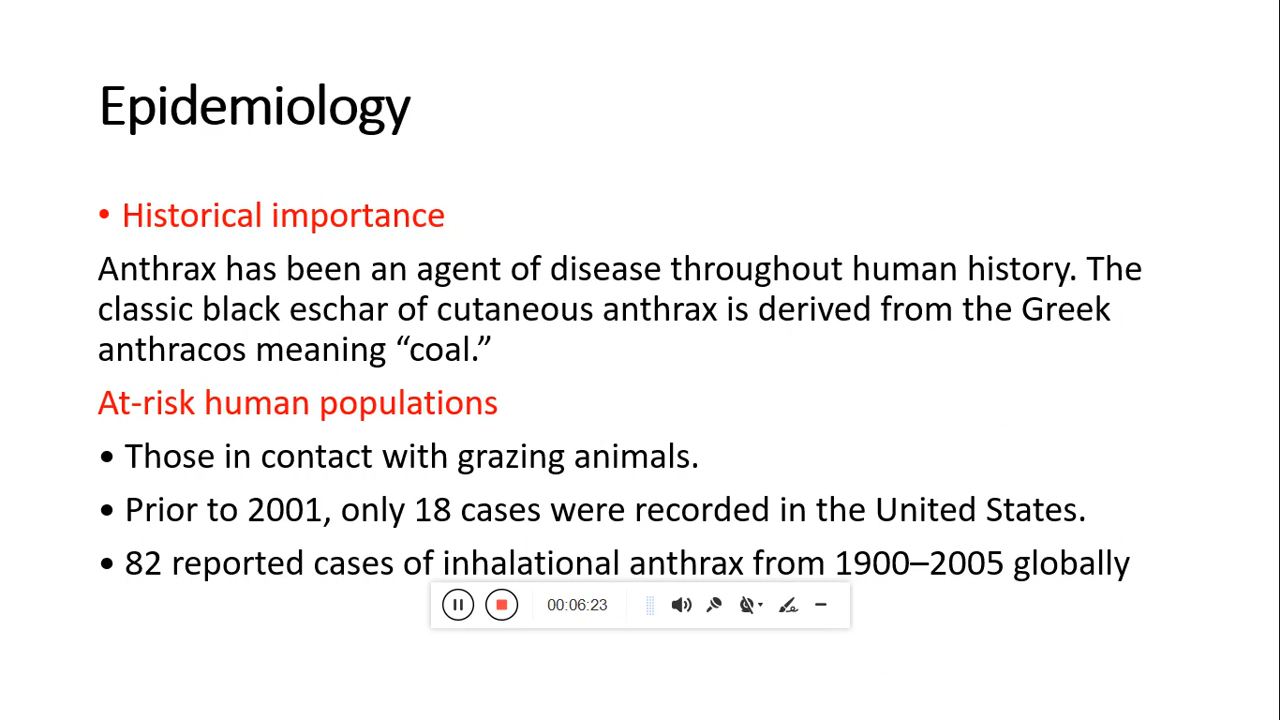 Epidemiology
• Historical importance
Anthrax has been an agent of disease throughout human history. The
classic black eschar of cutaneous anthrax is derived from the Greek
anthracos meaning “coal.”
At-risk human populations
• Those in contact with grazing animals.
• Prior to 2001, only 18 cases were recorded in the United States.
• 82 reported cases of inhalational anthrax from 1900–2005 globally
00:06:23